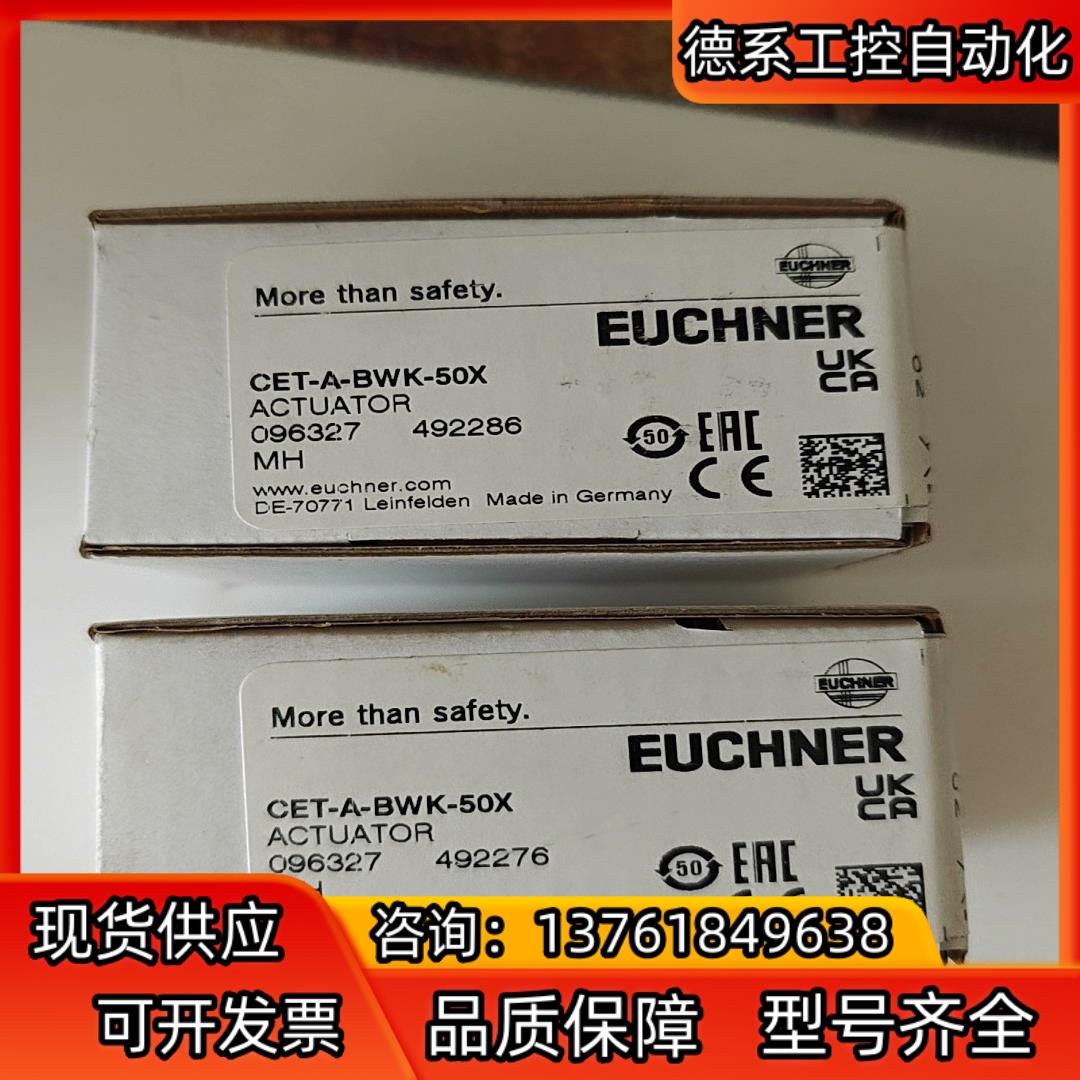 德系工控自动化
EUCHNER
More than safety.
EUCHNER
UK
CA
CET-A-BWK-50X
ACTUATOR
096327 492286
MH
50 EAC
CE
www.euchner.com
DE-70771 Leinfelden Made in Germany
EUCHNER
More than safety.
EUCHNER
UK
CA
CET-A-BWK-50X
ACTUATOR
096327 492276
50 EAC
现货供应
咨询：13761849638
可开发票 品质保障 型号齐全